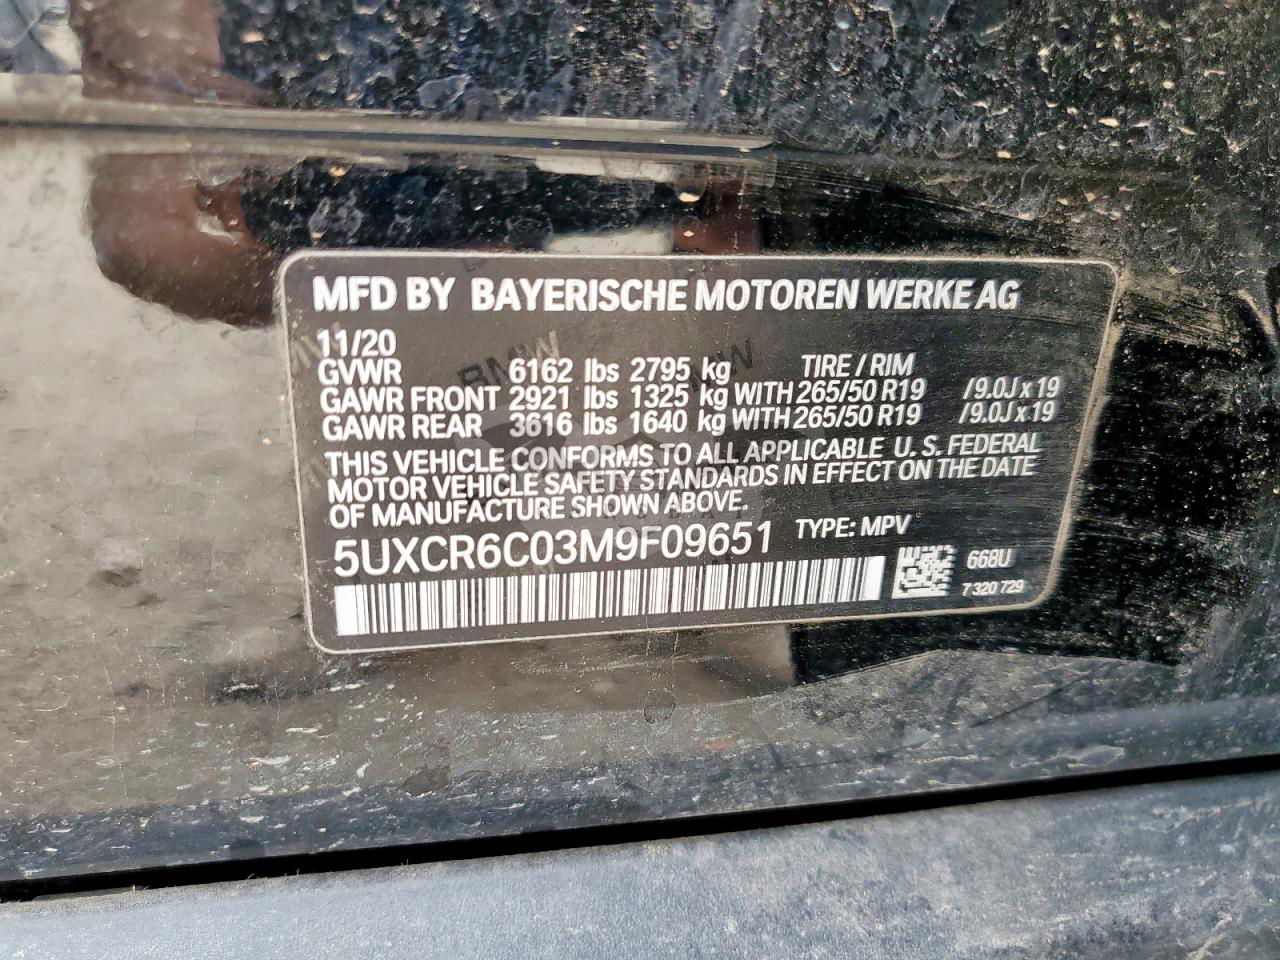 MFD BY BAYERISCHE MOTOREN WERKE AG
11/20
GVWR 6162 lbs 2795 kg TIRE / RIM
GAWR FRONT 2921 lbs 1325 kg WITH 265/50 R19 /9.0J x 19
GAWR REAR 3616 lbs 1640 kg WITH 265/50 R19 /9.0J x 19
THIS VEHICLE CONFORMS TO ALL APPLICABLE U.S. FEDERAL
MOTOR VEHICLE SAFETY STANDARDS IN EFFECT ON THE DATE
OF MANUFACTURE SHOWN ABOVE.
5UXCR6C03M9F09651 TYPE: MPV
668U
7 320 729